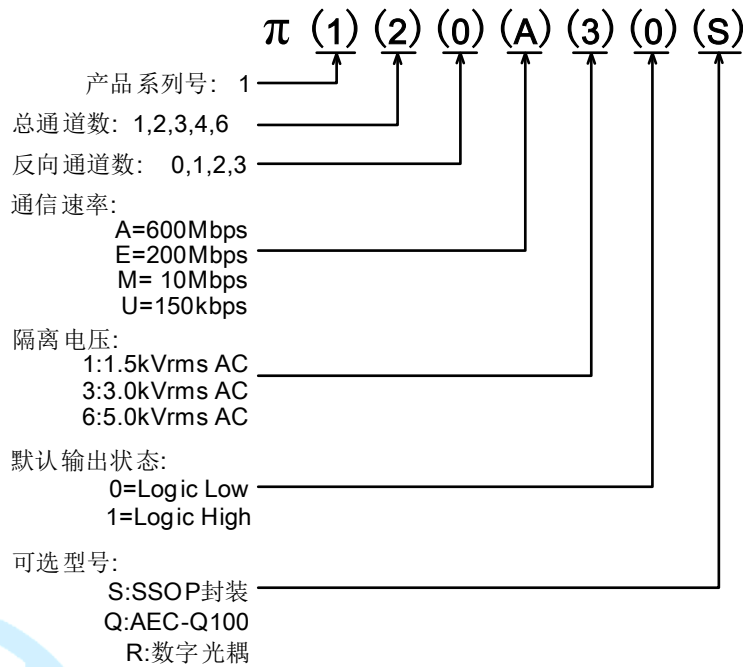 π (1) (2) (0) (A) (3) (0) (S)
产品系列号: 1
总通道数: 1,2,3,4,6
反向通道数: 0,1,2,3
通信速率:
A=600Mbps
E=200Mbps
M= 10Mbps
U=150kbps
隔离电压:
1:1.5kVrms AC
3:3.0kVrms AC
6:5.0kVrms AC
默认输出状态:
0=Logic Low
1=Logic High
可选型号:
S:SSOP封装
Q:AEC-Q100
R:数字光耦